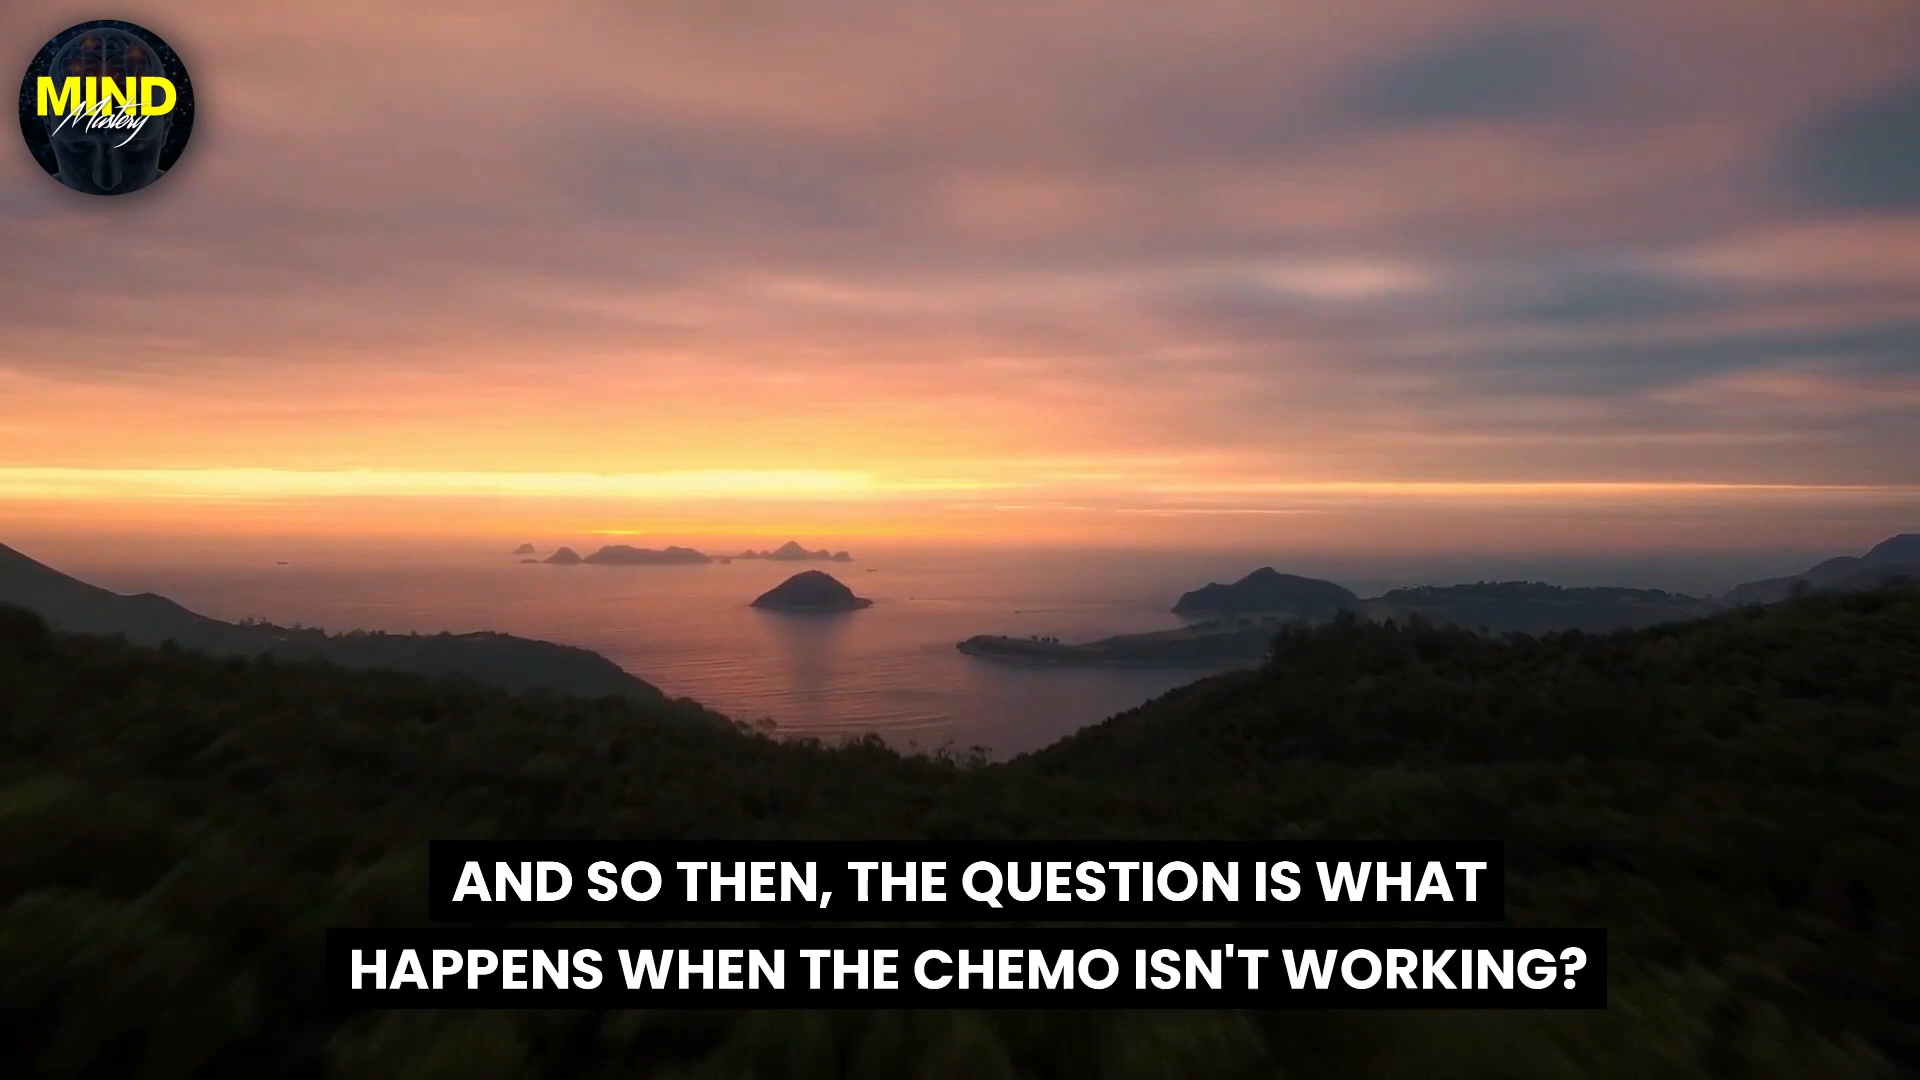 MIND
Mastery
AND SO THEN, THE QUESTION IS WHAT
HAPPENS WHEN THE CHEMO ISN'T WORKING?